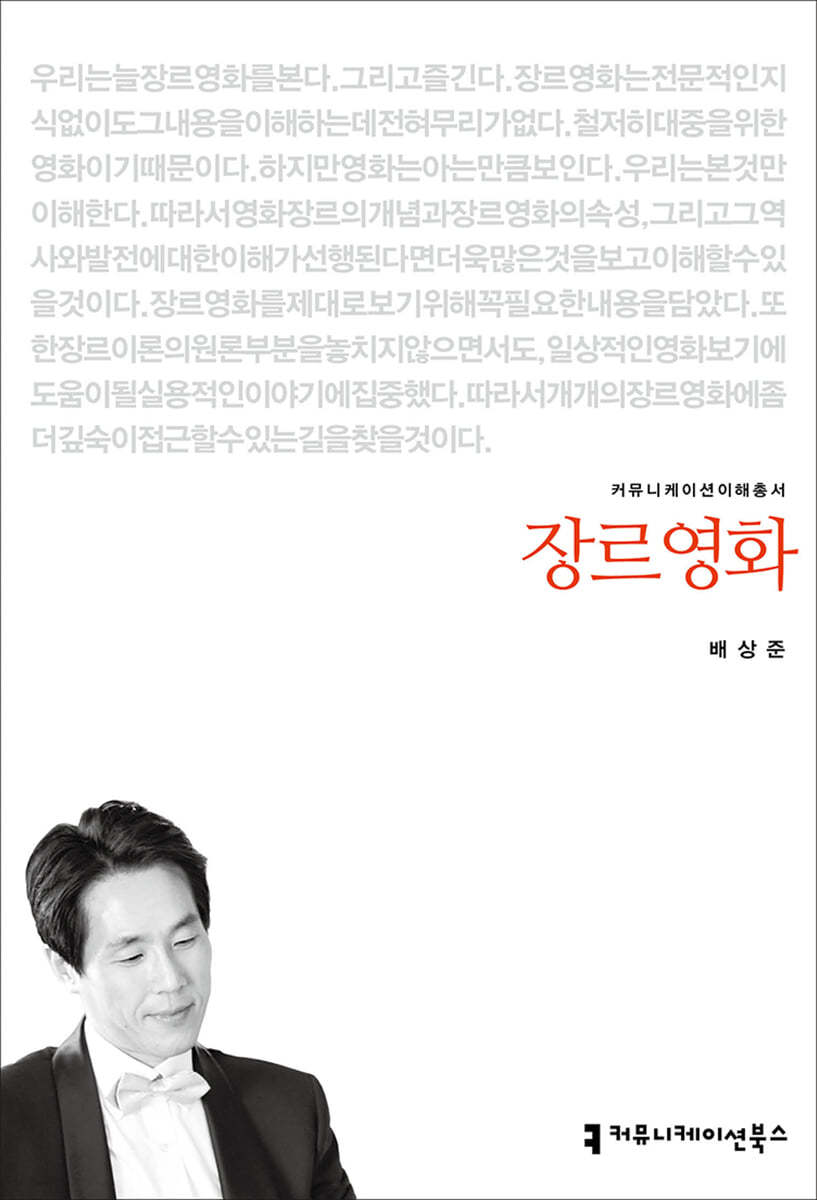 우리는늘장르영화를본다.그리고즐긴다.장르영화는전문적인지
식없이도그내용을이해하는데전혀무리가없다.철저히대중을위한
영화이기때문이다.하지만영화는아는만큼보인다.우리는본것만
이해한다.따라서영화장르의개념과장르영화의속성,그리고그역
사와발전에대한이해가선행된다면더욱많은것을보고이해할수있
을것이다.장르영화를제대로보기위해꼭필요한내용을담았다.또
한장르이론의원론부분을놓치지않으면서도,일상적인영화보기에
도움이될실용적인이야기에집중했다.따라서개개의장르영화에좀
더깊숙이접근할수있는길을찾을것이다.
커뮤니케이션이해총서
장르영화
배상준
커뮤니케이션북스